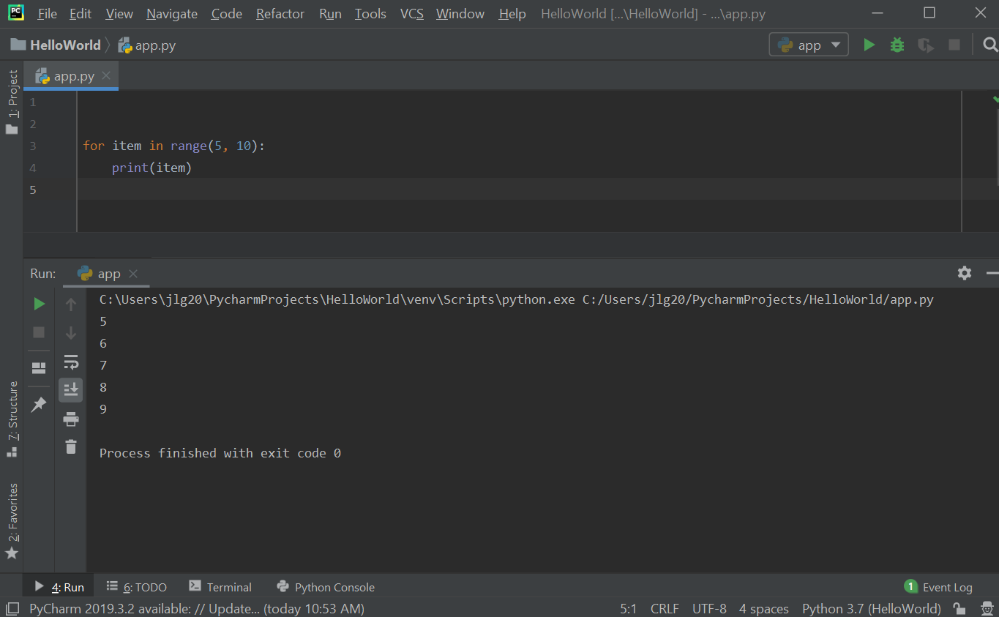 PC File Edit View Navigate Code Refactor Run Tools VCS Window Help HelloWorld [...\HelloWorld] - ...\app.py
HelloWorld app.py app
app.py
1: Project
1
2
3 for item in range(5, 10):
4 print(item)
5
Run: app
C:\Users\jlg20\PycharmProjects\HelloWorld\venv\Scripts\python.exe C:/Users/jlg20/PycharmProjects/HelloWorld/app.py
5
6
7
8
9
Process finished with exit code 0
7: Structure
2: Favorites
4: Run 6: TODO Terminal Python Console 1 Event Log
PyCharm 2019.3.2 available: // Update... (today 10:53 AM) 5:1 CRLF UTF-8 4 spaces Python 3.7 (HelloWorld)